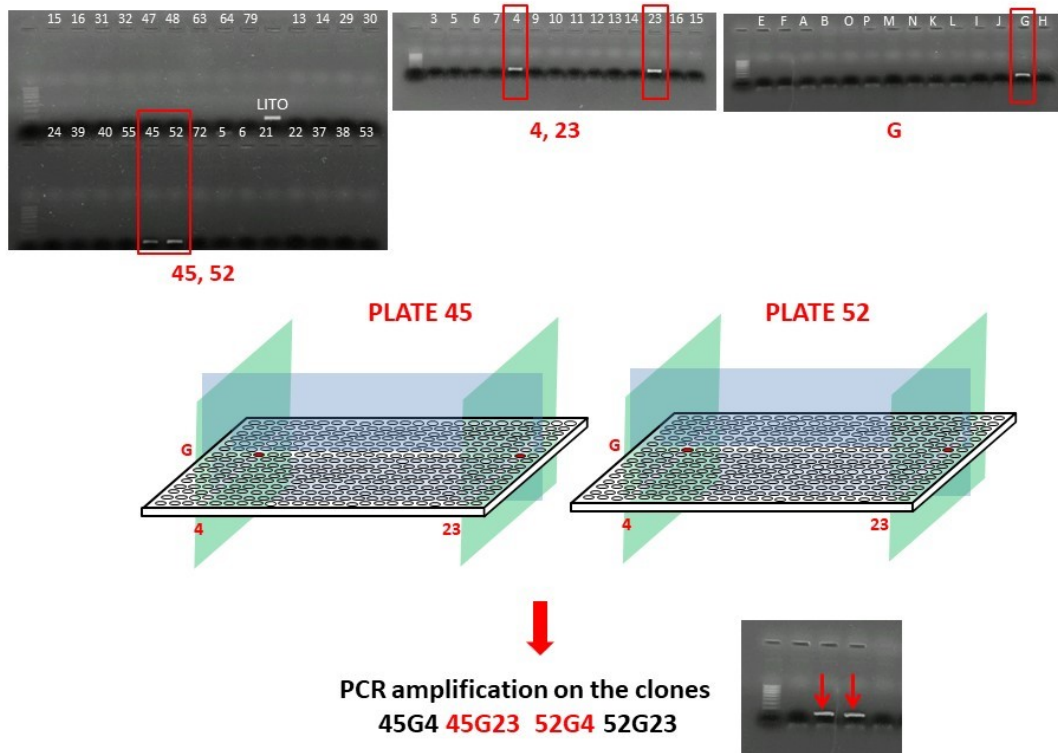 47 48 63 64 79 13 14 29 30
15 16 31 32
LITO
24 39 40 55 45 52 72 5 6 21 22 37 38 53
45, 52
3 5 6 7 4 9 10 11 12 13 14 23 16 15
4, 23
E F A B O P M N K L I J G H
G
PLATE 45
PLATE 52
G
4
23
G
4
23
PCR amplification on the clones
45G4 45G23 52G4 52G23